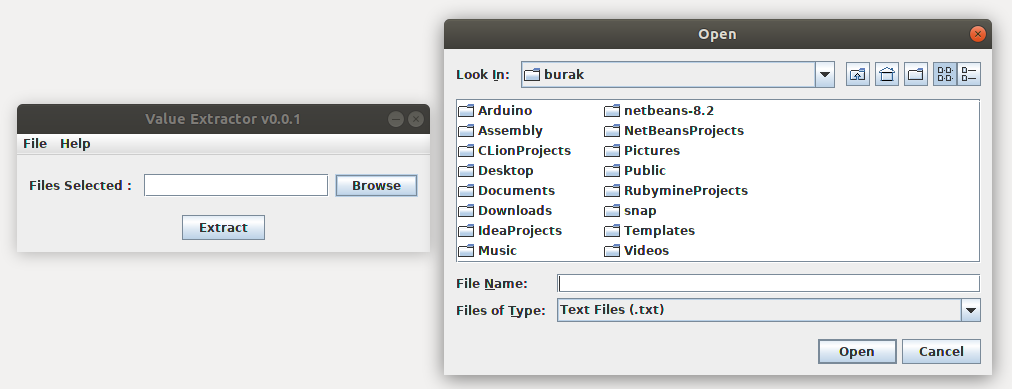 Value Extractor v0.0.1
File Help
Files Selected : Browse
Extract
Open
Look In: burak
Arduino netbeans-8.2
Assembly NetBeansProjects
CLionProjects Pictures
Desktop Public
Documents RubymineProjects
Downloads snap
IdeaProjects Templates
Music Videos
File Name:
Files of Type: Text Files (.txt)
Open Cancel